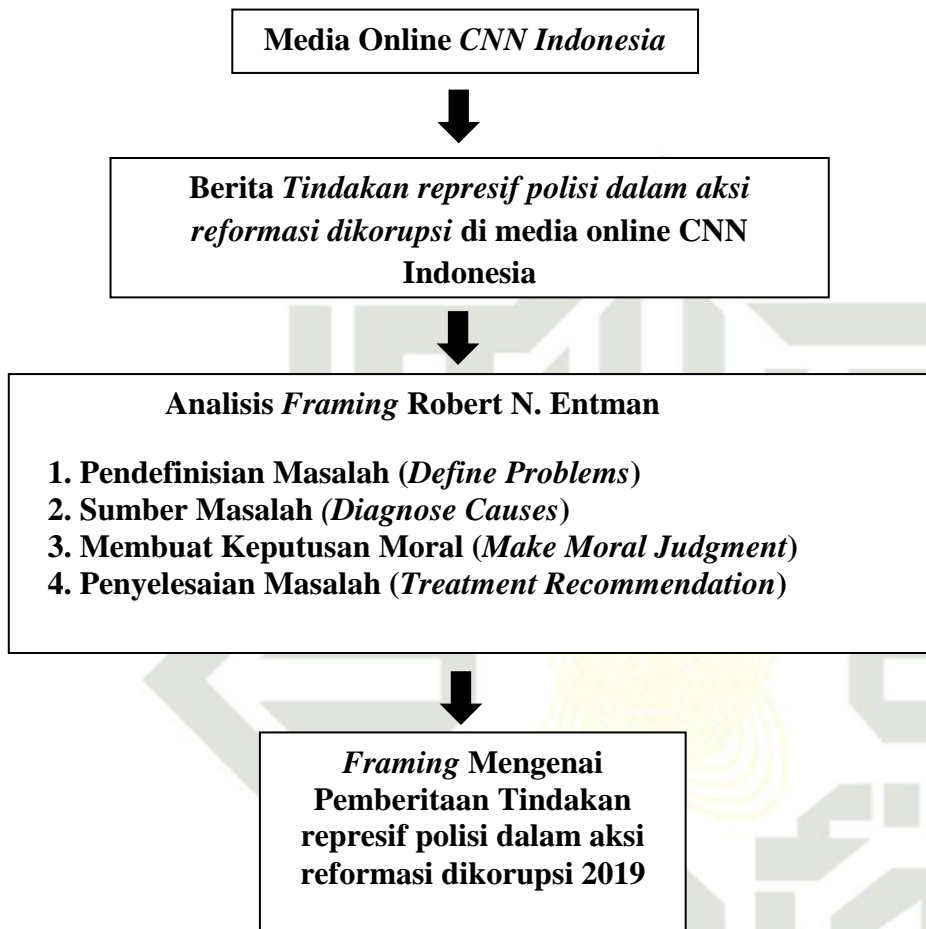 Media Online CNN Indonesia
Berita Tindakan represif polisi dalam aksi
reformasi dikorupsi di media online CNN
Indonesia
Analisis Framing Robert N. Entman
1. Pendefinisian Masalah (Define Problems)
2. Sumber Masalah (Diagnose Causes)
3. Membuat Keputusan Moral (Make Moral Judgment)
4. Penyelesaian Masalah (Treatment Recommendation)
Framing Mengenai
Pemberitaan Tindakan
represif polisi dalam aksi
reformasi dikorupsi 2019